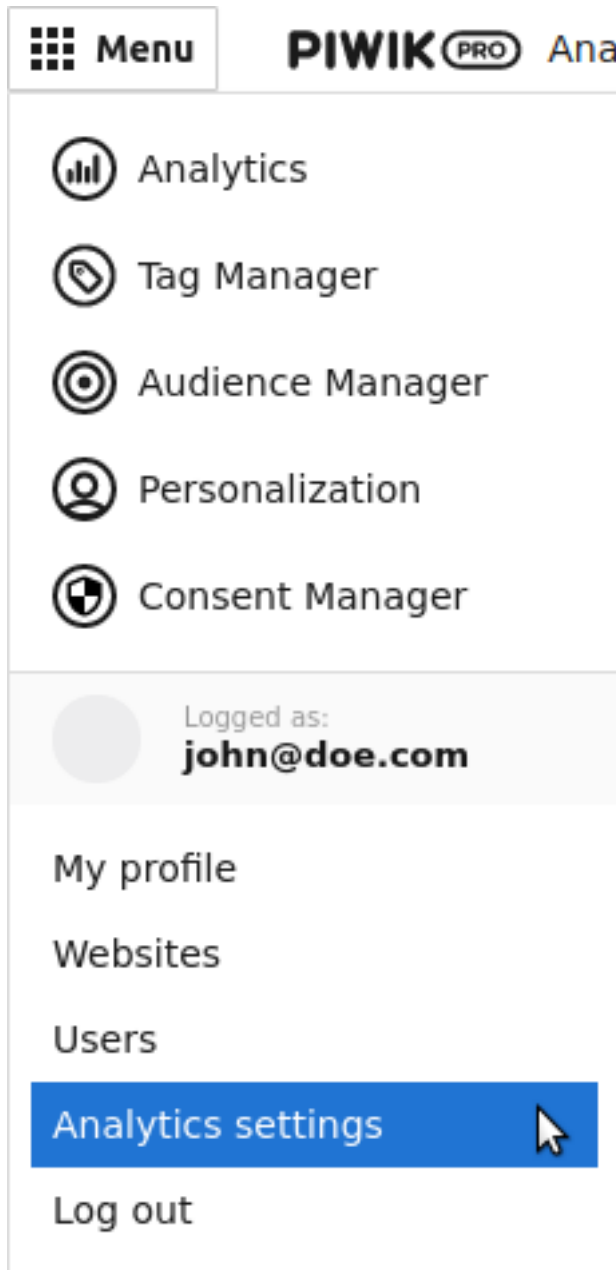 Menu
PIWIK PRO Ana
Analytics
Tag Manager
Audience Manager
Personalization
Consent Manager
Logged as:
john@doe.com
My profile
Websites
Users
Analytics settings
Log out